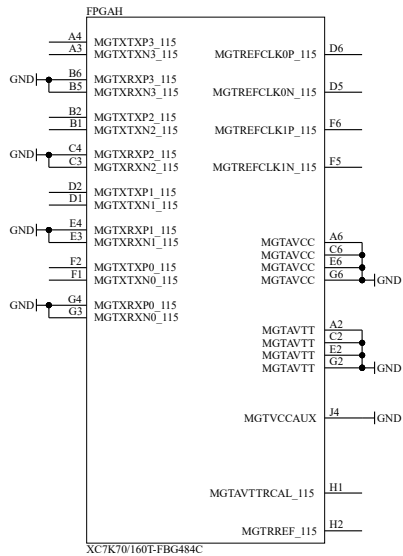 FPGAH
A4 MGTXTXP3_115
A3 MGTXTXN3_115
MGTREFCLK0P_115 D6
GND B6 MGTXRXP3_115
B5 MGTXRXN3_115
MGTREFCLK0N_115 D5
B2 MGTXTXP2_115
B1 MGTXTXN2_115
MGTREFCLK1P_115 F6
GND C4 MGTXRXP2_115
C3 MGTXRXN2_115
MGTREFCLK1N_115 F5
D2 MGTXTXP1_115
D1 MGTXTXN1_115
GND E4 MGTXRXP1_115
E3 MGTXRXN1_115
MGTAVCC A6
MGTAVCC C6
F2 MGTXTXP0_115
MGTAVCC E6
F1 MGTXTXN0_115
MGTAVCC G6 GND
GND G4 MGTXRXP0_115
G3 MGTXRXN0_115
MGTAVTT A2
MGTAVTT C2
MGTAVTT E2
MGTAVTT G2 GND
MGTVCCAUX J4 GND
MGTAVTTRCAL_115 H1
MGTRREF_115 H2
XC7K70/160T-FBG484C